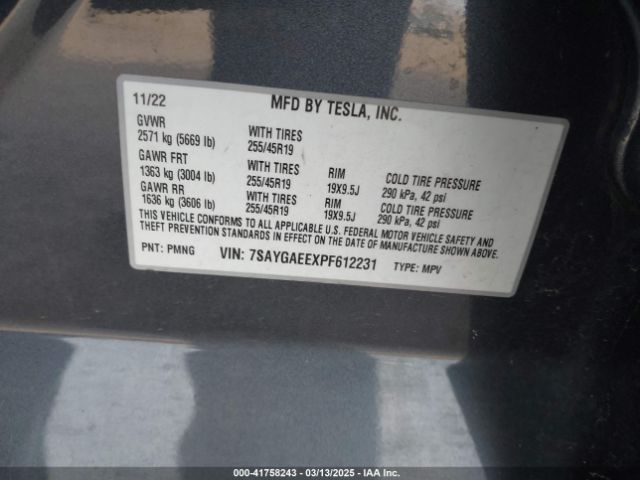 11/22 MFD BY TESLA, INC.
GVWR
2571 kg (5669 lb) WITH TIRES 255/45R19
GAWR FRT
1363 kg (3004 lb) WITH TIRES 255/45R19 RIM 19X9.5J COLD TIRE PRESSURE 290 kPa, 42 psi
GAWR RR
1636 kg (3606 lb) WITH TIRES 255/45R19 RIM 19X9.5J COLD TIRE PRESSURE 290 kPa, 42 psi
THIS VEHICLE CONFORMS TO ALL APPLICABLE U.S. FEDERAL MOTOR VEHICLE SAFETY AND
THEFT PREVENTION STANDARDS IN EFFECT ON THE DATE OF MANUFACTURE SHOWN ABOVE.
PNT: PMNG VIN: 7SAYGAEEXPF612231 TYPE: MPV
000-41758243 - 03/13/2025 - IAA Inc.